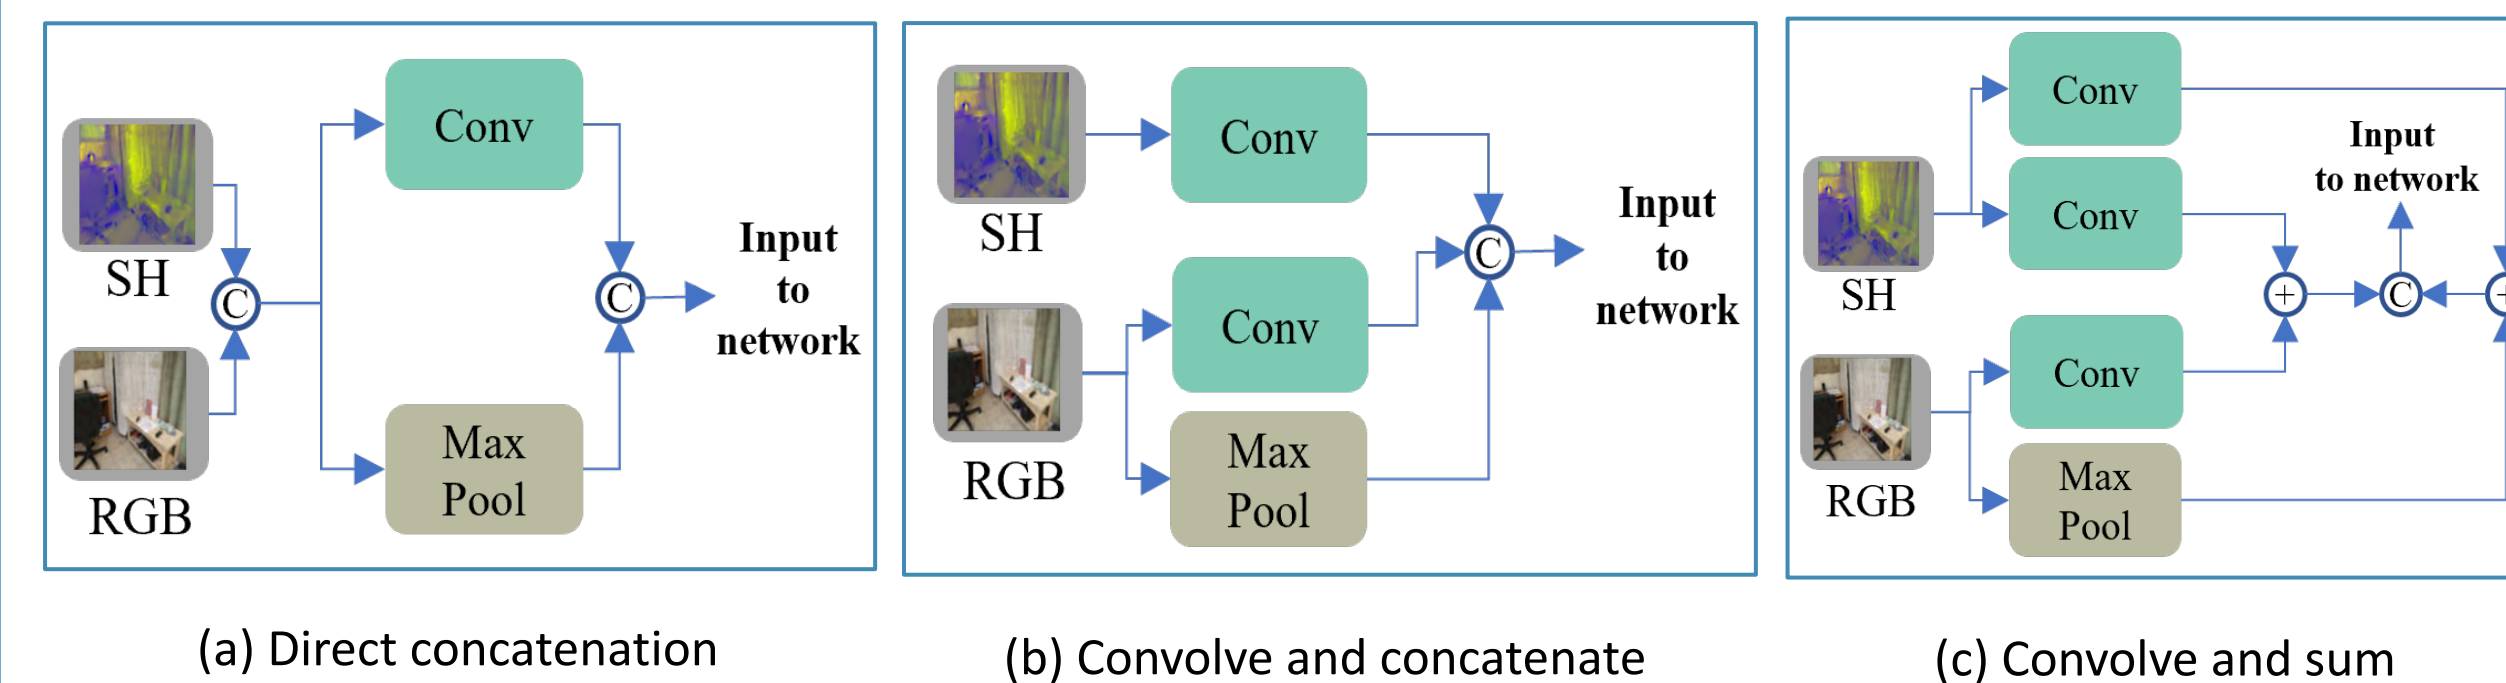 SH
RGB
C
Conv
Max
Pool
C
Input
to
network
(a) Direct concatenation
SH
RGB
Conv
Conv
Max
Pool
C
Input
to
network
(b) Convolve and concatenate
SH
RGB
Conv
Conv
Conv
Max
Pool
+
C
+
Input
to network
(c) Convolve and sum